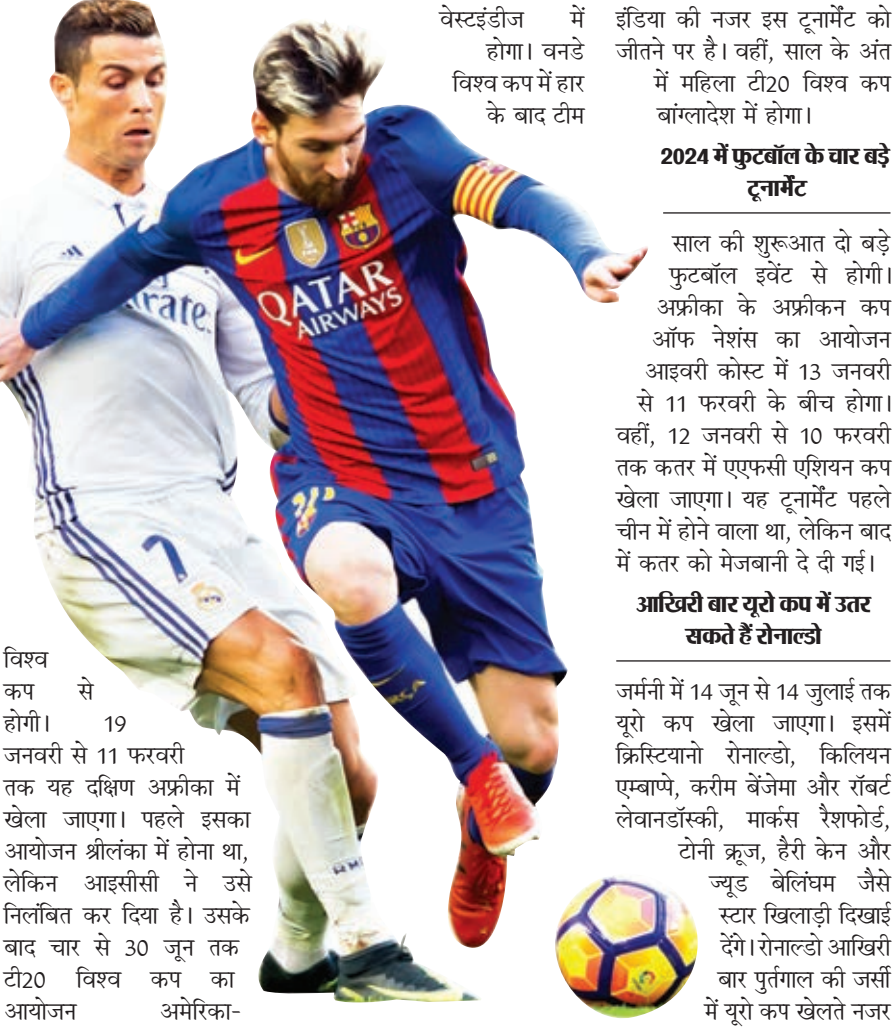 विश्व
कप से
होगी। 19
जनवरी से 11 फरवरी
तक यह दक्षिण अफ्रीका में
खेला जाएगा। पहले इसका
आयोजन श्रीलंका में होना था,
लेकिन आइसीसी ने उसे
निलंबित कर दिया है। उसके
बाद चार से 30 जून तक
टी20 विश्व कप का
आयोजन अमेरिका-
वेस्टइंडीज में
होगा। वनडे
विश्व कप में हार
के बाद टीम
इंडिया की नजर इस टूनार्मेंट को
जीतने पर है। वहीं, साल के अंत
में महिला टी20 विश्व कप
बांग्लादेश में होगा।
2024 में फुटबॉल के चार बड़े
टूनार्मेंट
साल की शुरूआत दो बड़े
फुटबॉल इवेंट से होगी।
अफ्रीका के अफ्रीकन कप
ऑफ नेशंस का आयोजन
आइवरी कोस्ट में 13 जनवरी
से 11 फरवरी के बीच होगा।
वहीं, 12 जनवरी से 10 फरवरी
तक कतर में एएफसी एशियन कप
खेला जाएगा। यह टूनार्मेंट पहले
चीन में होने वाला था, लेकिन बाद
में कतर को मेजबानी दे दी गई।
आखिरी बार यूरो कप में उतर
सकते हैं रोनाल्डो
जर्मनी में 14 जून से 14 जुलाई तक
यूरो कप खेला जाएगा। इसमें
क्रिस्टियानो रोनाल्डो, किलियन
एम्बाप्पे, करीम बेंजेमा और रॉबर्ट
लेवानडॉस्की, मार्कस रैशफोर्ड,
टोनी क्रूज, हैरी केन और
ज्यूड बेलिंघम जैसे
स्टार खिलाड़ी दिखाई
देंगे। रोनाल्डो आखिरी
बार पुर्तगाल की जर्सी
में यूरो कप खेलते नजर
QATAR
AIRWAYS
7